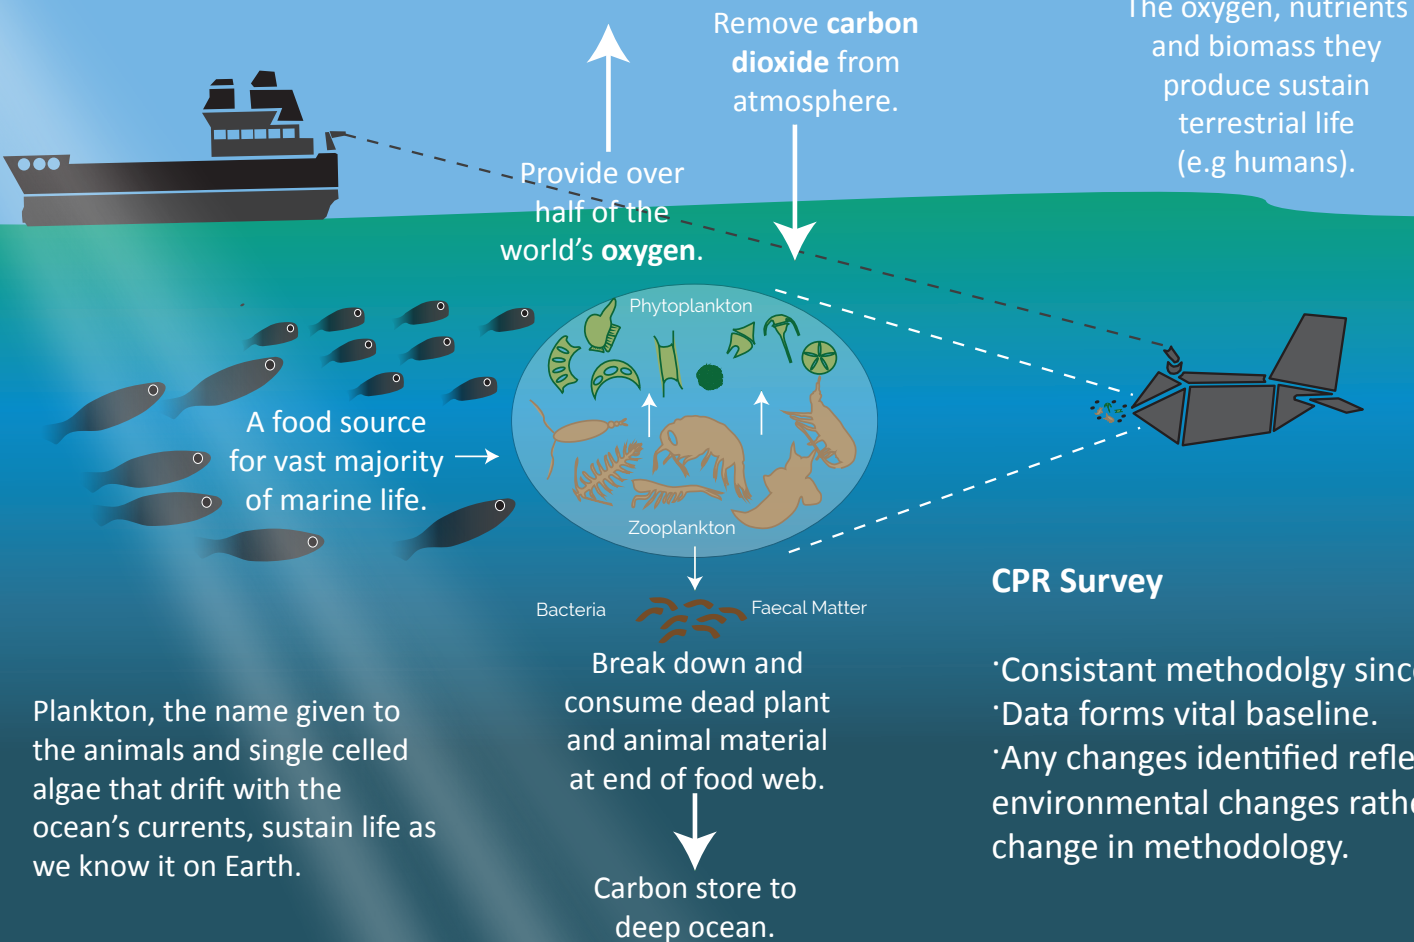 Remove carbon
dioxide from
atmosphere.
The oxygen, nutrients
and biomass they
produce sustain
terrestrial life
(e.g humans).
Provide over
half of the
world's oxygen.
Phytoplankton
A food source
for vast majority
of marine life.
Zooplankton
Bacteria
Faecal Matter
Break down and
consume dead plant
and animal material
at end of food web.
Carbon store to
deep ocean.
Plankton, the name given to
the animals and single celled
algae that drift with the
ocean's currents, sustain life as
we know it on Earth.
CPR Survey
·Consistant methodolgy
·Data forms vital baseline.
·Any changes identified
environmental changes
change in methodology.